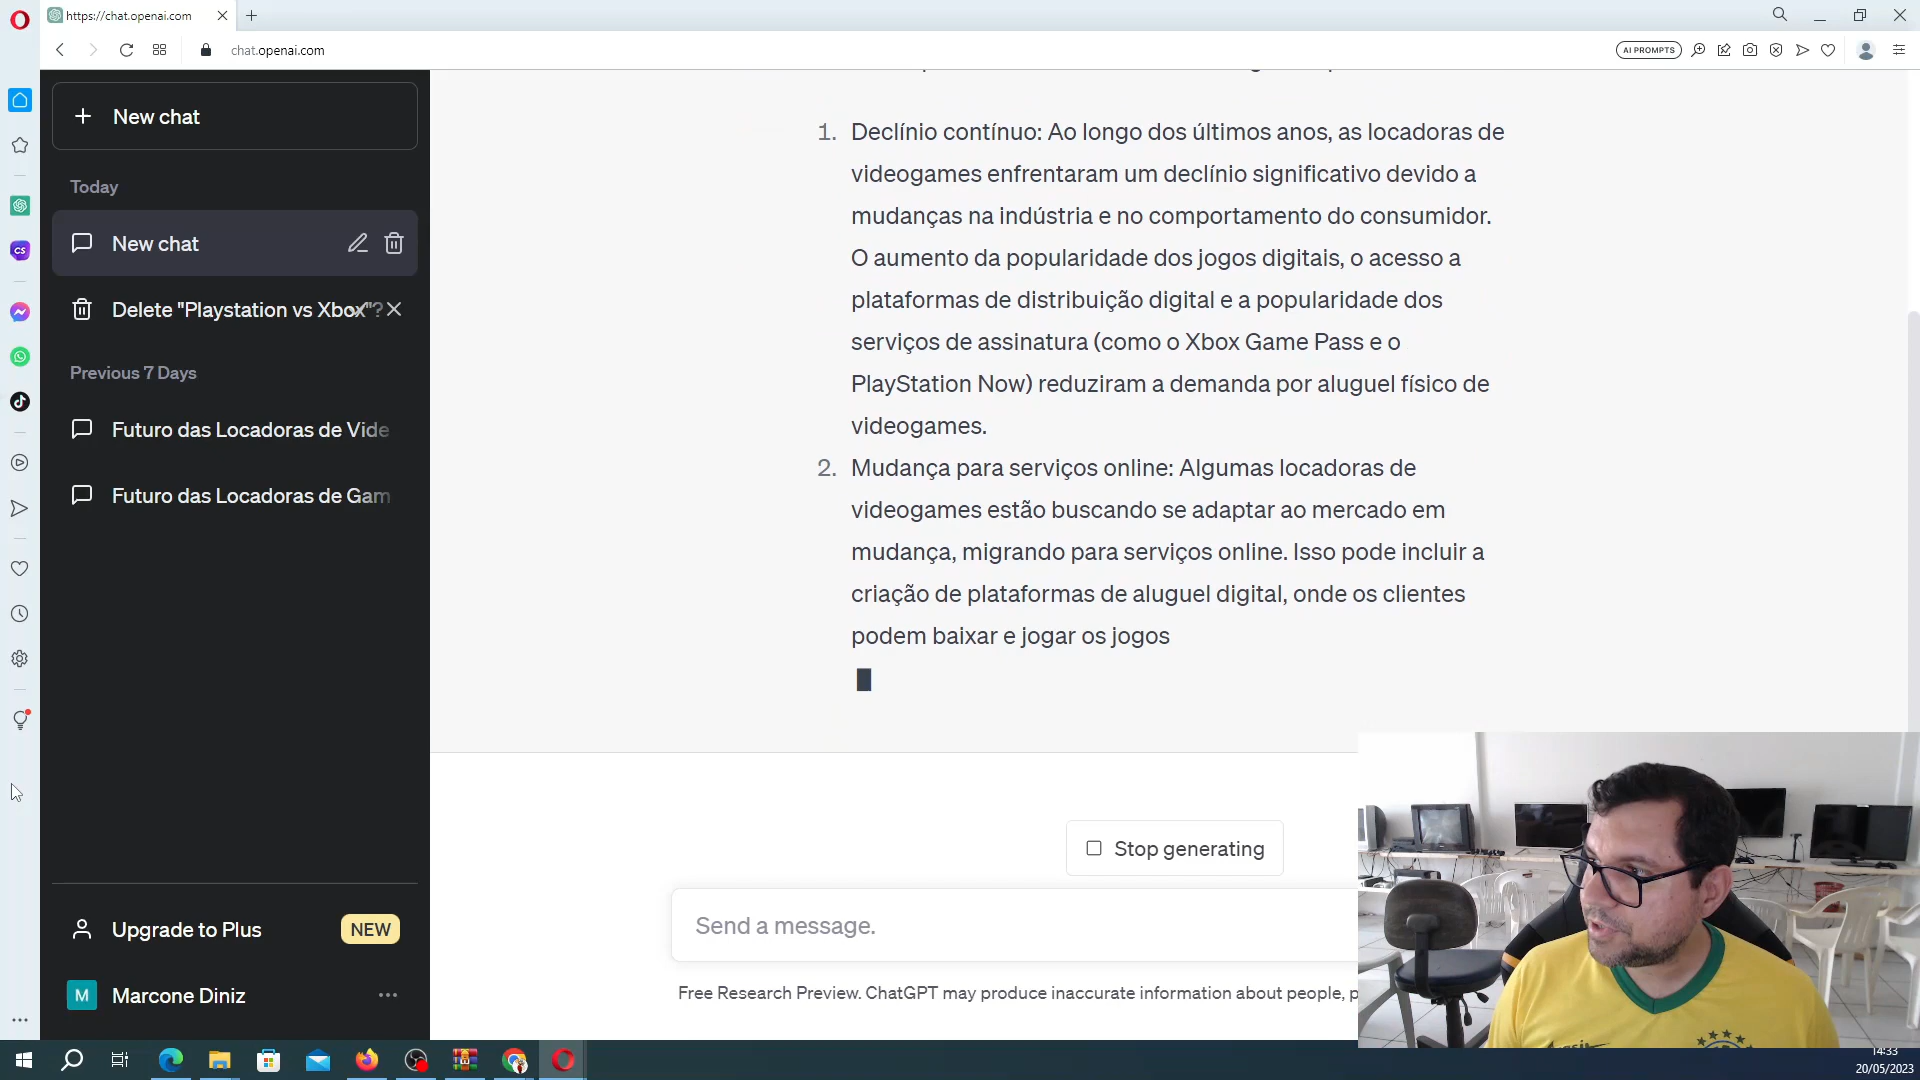 https://chat.openai.com
chat.openai.com
AI PROMPTS
New chat
Today
New chat
Delete "Playstation vs Xbox"?
Previous 7 Days
Futuro das Locadoras de Vide
Futuro das Locadoras de Gam
Upgrade to Plus
NEW
M
Marcone Diniz
1. Declínio contínuo: Ao longo dos últimos anos, as locadoras de
videogames enfrentaram um declínio significativo devido a
mudanças na indústria e no comportamento do consumidor.
O aumento da popularidade dos jogos digitais, o acesso a
plataformas de distribuição digital e a popularidade dos
serviços de assinatura (como o Xbox Game Pass e o
PlayStation Now) reduziram a demanda por aluguel físico de
videogames.
2. Mudança para serviços online: Algumas locadoras de
videogames estão buscando se adaptar ao mercado em
mudança, migrando para serviços online. Isso pode incluir a
criação de plataformas de aluguel digital, onde os clientes
podem baixar e jogar os jogos
Stop generating
Send a message.
Free Research Preview. ChatGPT may produce inaccurate information about people, p
CS
14:33
20/05/2023